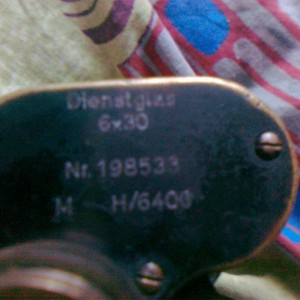 Dienstglas
6x30
Nr. 198533
M H/6400